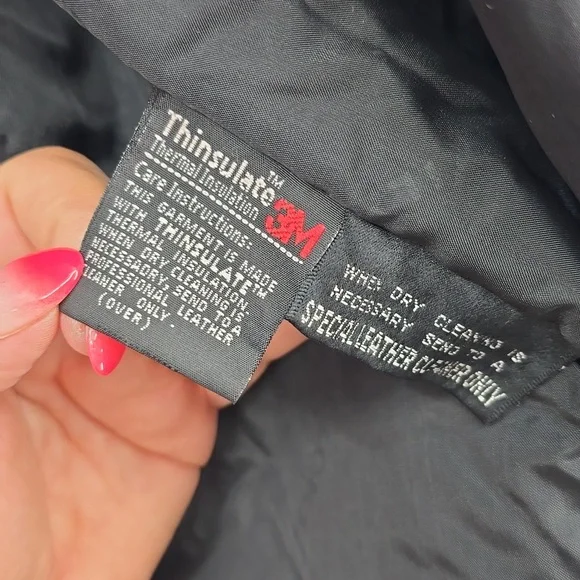 Thinsulate™
Thermal Insulation
3M
Care Instructions:
THIS GARMENT IS MADE
WITH THINSULATE™
THERMAL INSULATION
WHEN DRY CLEANING IS
NECESSADRY, SEND TO A
PROFESSIONAL LEATHER
CLEANER ONLY.
(OVER)
WHEN DRY CLEANING IS
NECESSARY SEND TO A
SPECIAL LEATHER CLEANER ONLY